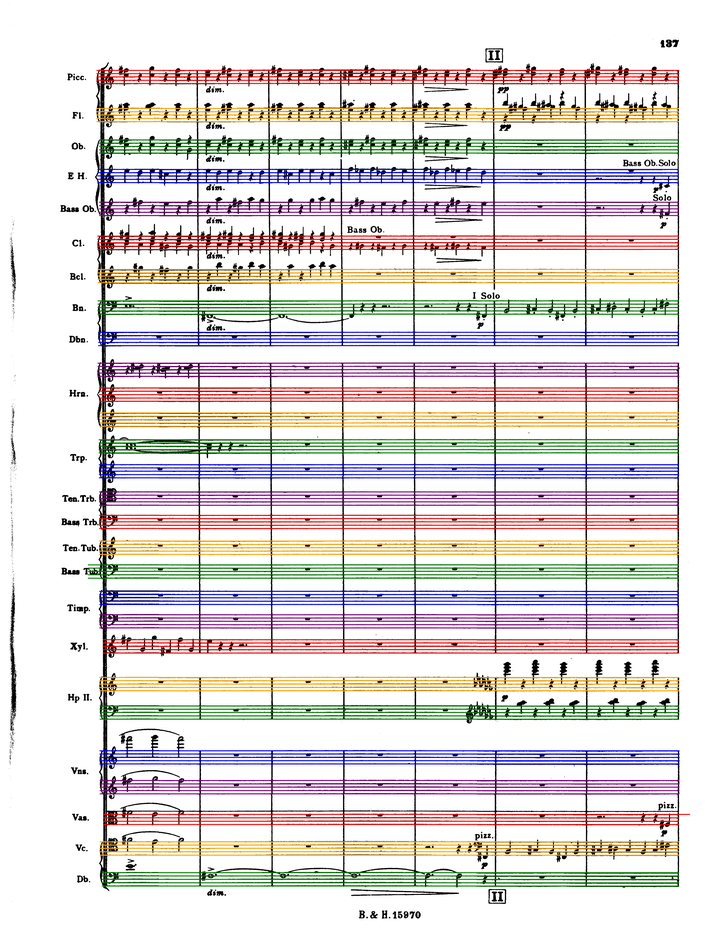 137
II
Picc.
dim.
pp
Fl.
dim.
pp
Ob.
dim.
Bass Ob. Solo
E H.
dim.
p
Solo
Bass Ob.
dim.
p
Bass Ob.
Cl.
dim.
Bcl.
dim.
I Solo
Bn.
dim.
p
Dbn.
Hrn.
Trp.
Ten. Trb.
Bass Trb.
Ten. Tub.
Bass Tub.
Timp.
Xyl.
Hp II.
p
Vns.
pizz.
Vas.
p
pizz.
Vc.
p
Db.
dim.
II
B. & H. 15970